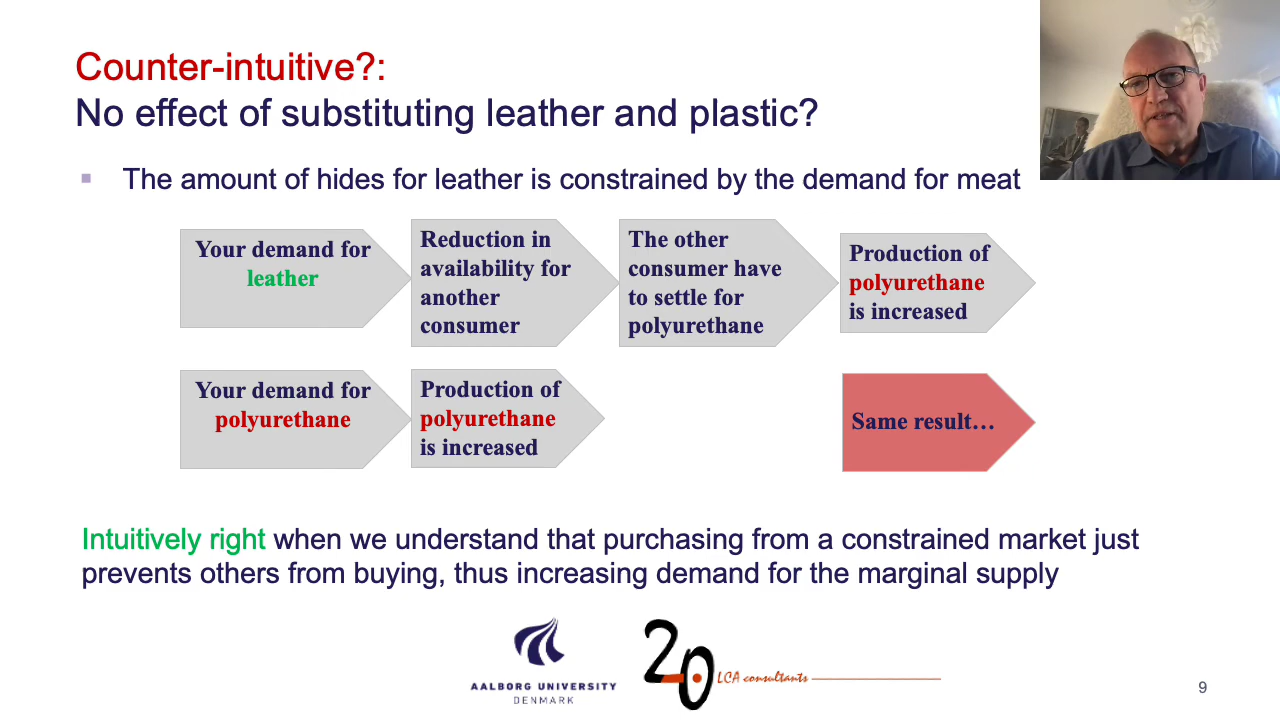 Counter-intuitive?:
No effect of substituting leather and plastic?
▪ The amount of hides for leather is constrained by the demand for meat
Your demand for
leather
Reduction in
availability for
another
consumer
The other
consumer have
to settle for
polyurethane
Production of
polyurethane
is increased
Your demand for
polyurethane
Production of
polyurethane
is increased
Same result…
Intuitively right when we understand that purchasing from a constrained market just
prevents others from buying, thus increasing demand for the marginal supply
AALBORG UNIVERSITY
DENMARK
2.0 LCA consultants
9